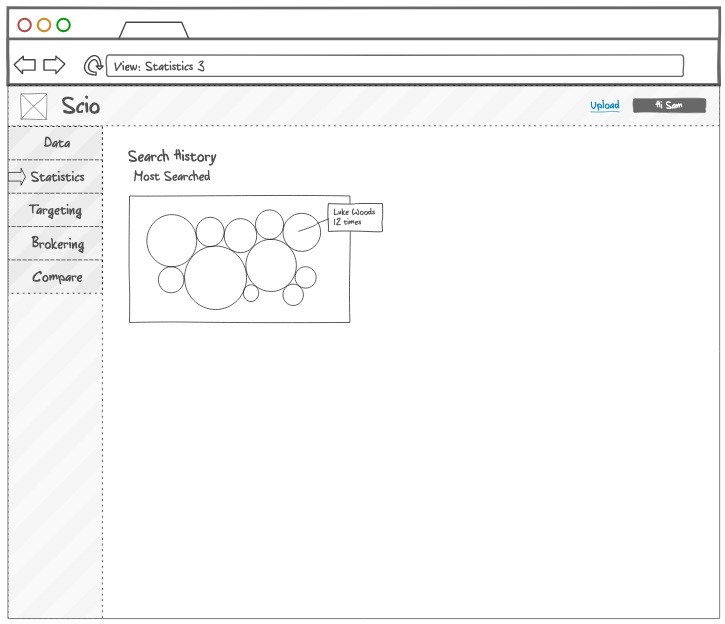 View: Statistics 3
Scio
Upload
Hi Sam
Data
Statistics
Targeting
Brokering
Compare
Search History
Most Searched
Luke Woods
12 times